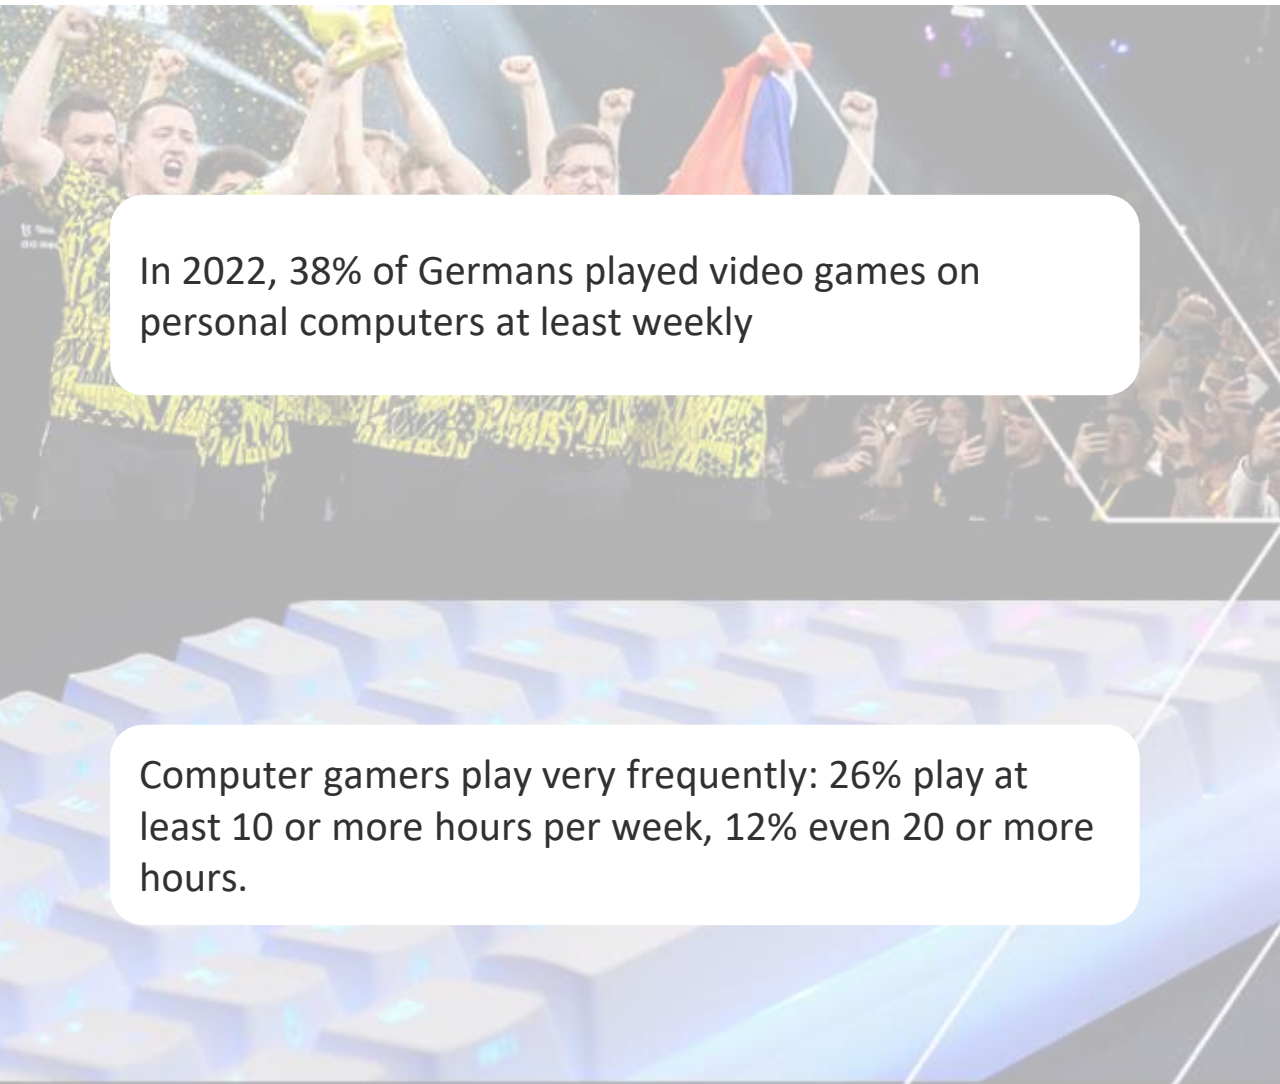 In 2022, 38% of Germans played video games on
personal computers at least weekly
Computer gamers play very frequently: 26% play at
least 10 or more hours per week, 12% even 20 or more
hours.